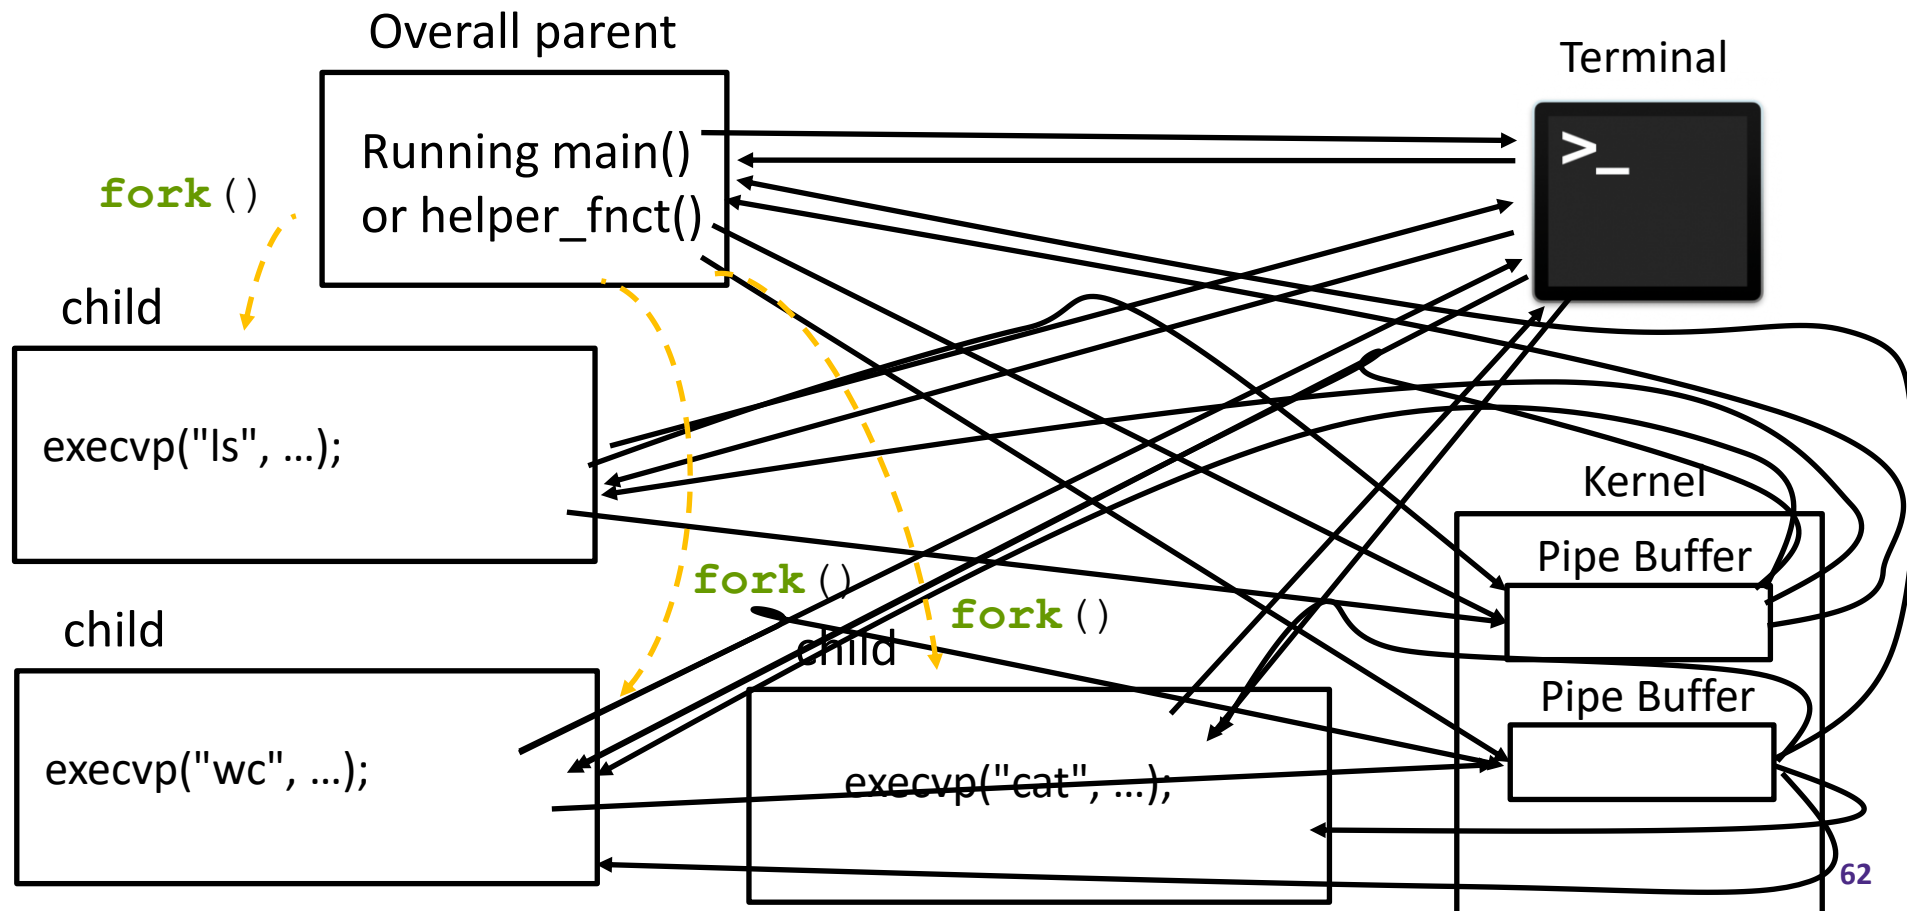 Overall parent
Terminal
Running main()
or helper_fnct()
>_
fork()
child
execvp("ls", …);
Kernel
Pipe Buffer
fork()
fork()
child
child
Pipe Buffer
execvp("wc", …);
execvp("cat", …);
62